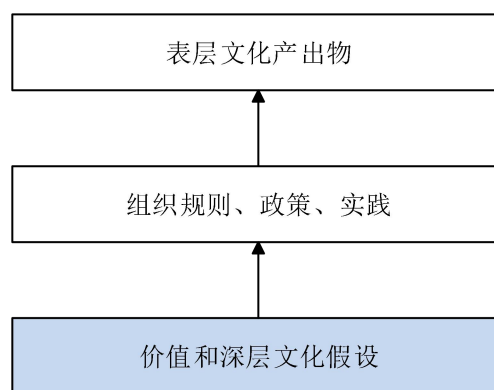 表层文化产出物
组织规则、政策、实践
价值和深层文化假设